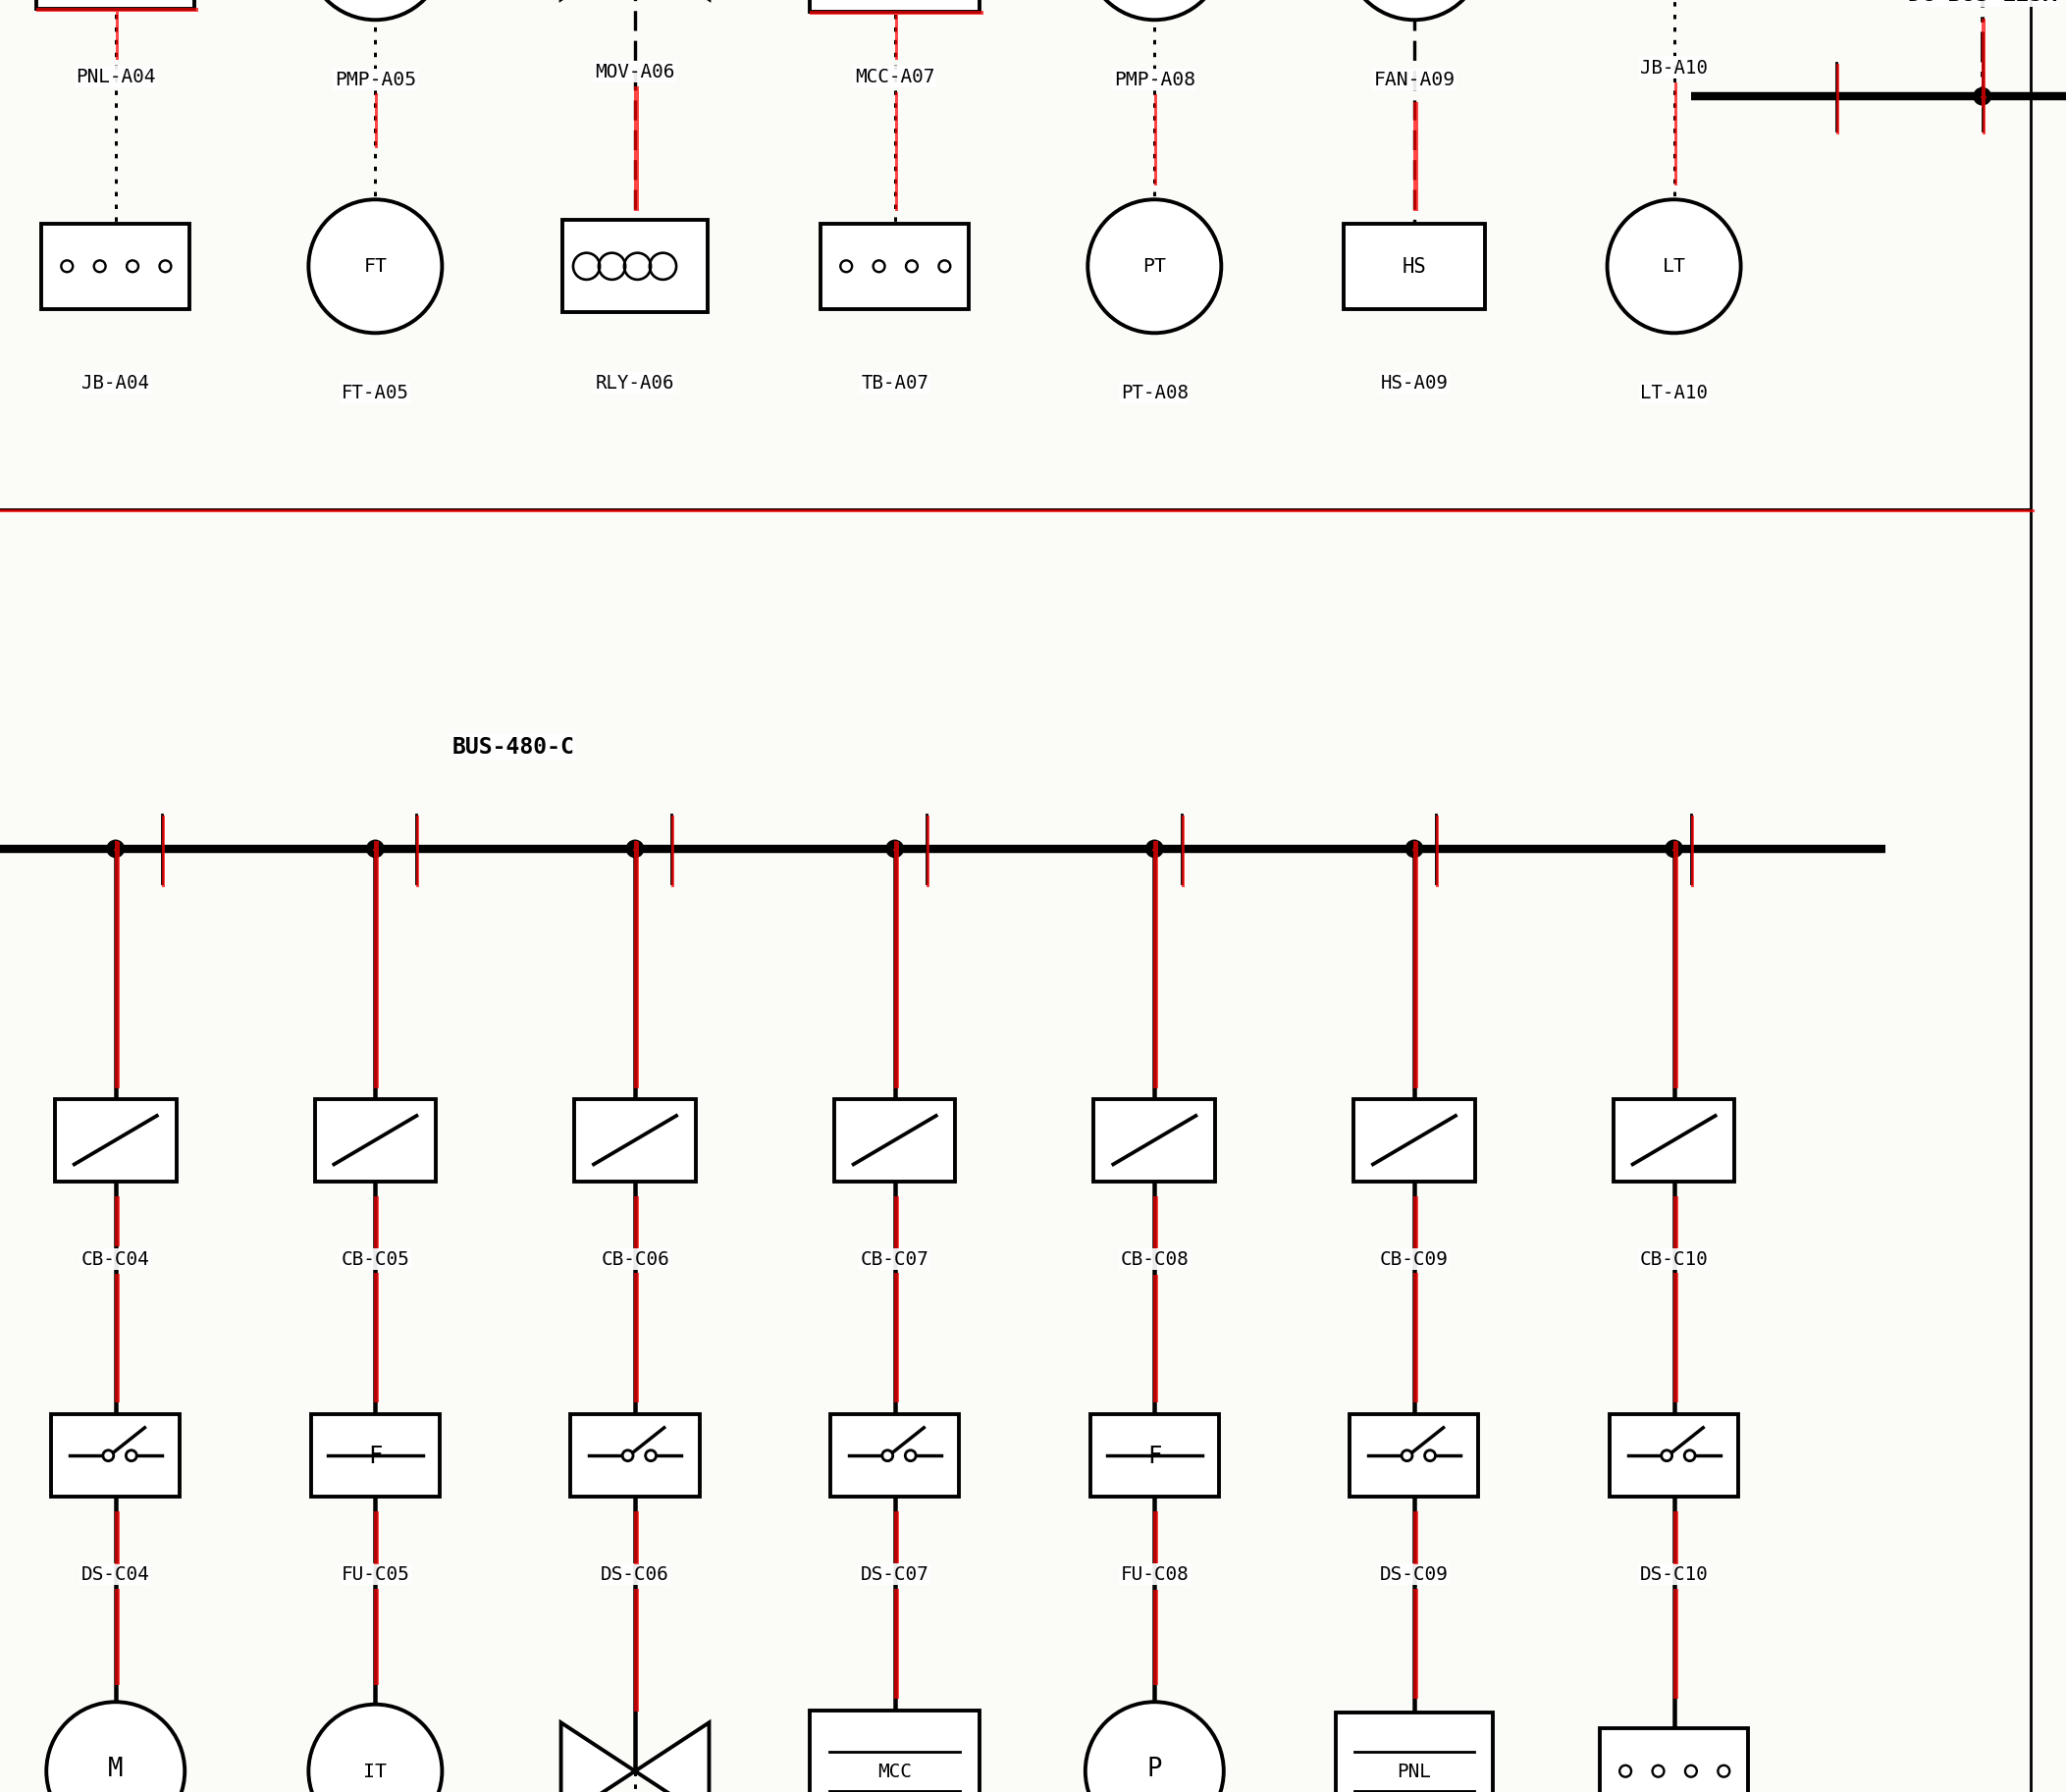 PNL-A04 PMP-A05 MOV-A06 MCC-A07 PMP-A08 FAN-A09 JB-A10
FT PT HS LT
JB-A04 FT-A05 RLY-A06 TB-A07 PT-A08 HS-A09 LT-A10
BUS-480-C
CB-C04 CB-C05 CB-C06 CB-C07 CB-C08 CB-C09 CB-C10
F F
DS-C04 FU-C05 DS-C06 DS-C07 FU-C08 DS-C09 DS-C10
M IT MCC P PNL